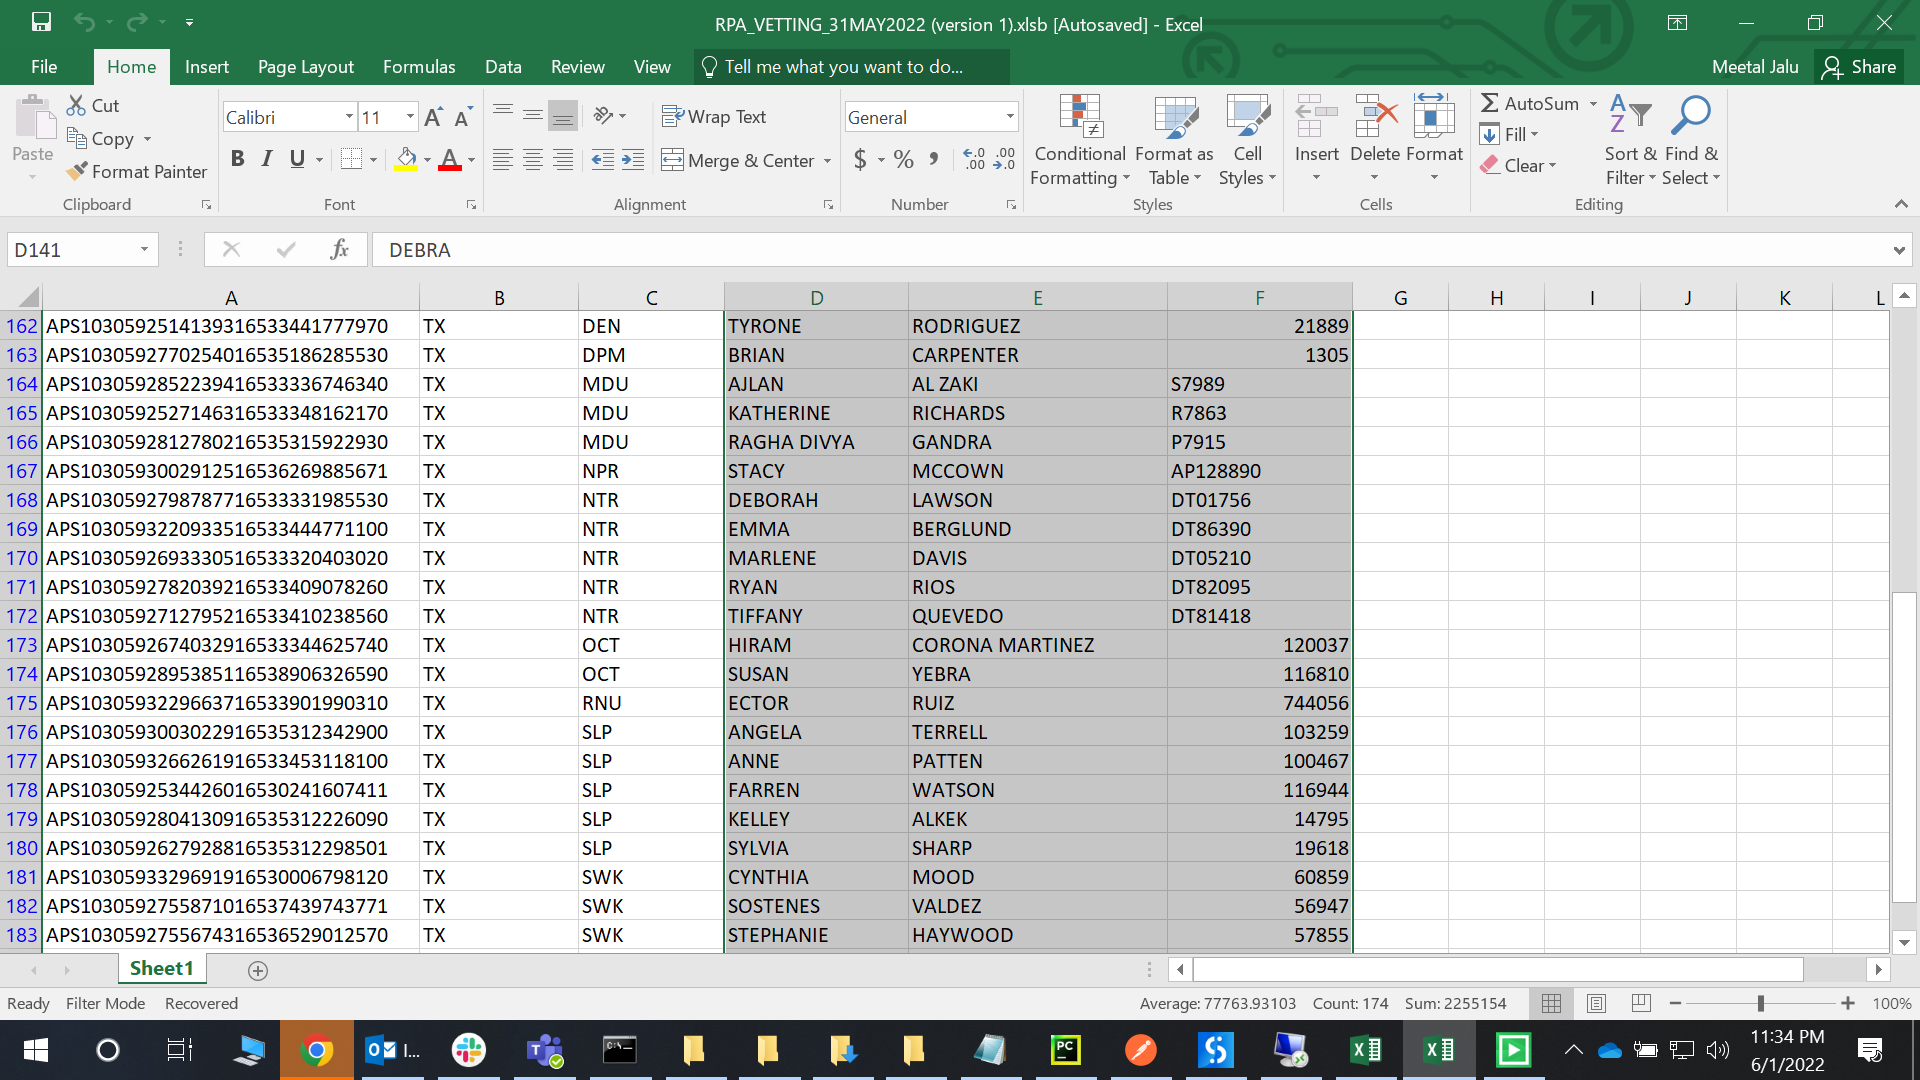 RPA_VETTING_31MAY2022 (version 1).xlsb [Autosaved] - Excel
File Home Insert Page Layout Formulas Data Review View Tell me what you want to do... Meetal Jalu Share
Paste
Cut
Copy
Format Painter
Clipboard
Calibri 11
B I U
Font
Wrap Text
Merge & Center
Alignment
General
$ % ,
Number
Conditional Formatting
Format as Table
Cell Styles
Styles
Insert Delete Format
Cells
AutoSum
Fill
Clear
Sort & Filter
Find & Select
Editing
D141 fx DEBRA
A B C D E F G H I J K L
162 APS1030592514139316533441777970 TX DEN TYRONE RODRIGUEZ 21889
163 APS1030592770254016535186285530 TX DPM BRIAN CARPENTER 1305
164 APS1030592852239416533336746340 TX MDU AJLAN AL ZAKI S7989
165 APS1030592527146316533348162170 TX MDU KATHERINE RICHARDS R7863
166 APS1030592812780216535315922930 TX MDU RAGHA DIVYA GANDRA P7915
167 APS1030593002912516536269885671 TX NPR STACY MCCOWN AP128890
168 APS1030592798787716533331985530 TX NTR DEBORAH LAWSON DT01756
169 APS1030593220933516533444771100 TX NTR EMMA BERGLUND DT86390
170 APS1030592693330516533320403020 TX NTR MARLENE DAVIS DT05210
171 APS1030592782039216533409078260 TX NTR RYAN RIOS DT82095
172 APS1030592712795216533410238560 TX NTR TIFFANY QUEVEDO DT81418
173 APS1030592674032916533344625740 TX OCT HIRAM CORONA MARTINEZ 120037
174 APS1030592895385116538906326590 TX OCT SUSAN YEBRA 116810
175 APS1030593229663716533901990310 TX RNU ECTOR RUIZ 744056
176 APS1030593003022916535312342900 TX SLP ANGELA TERRELL 103259
177 APS1030593266261916533453118100 TX SLP ANNE PATTEN 100467
178 APS1030592534426016530241607411 TX SLP FARREN WATSON 116944
179 APS1030592804130916535312226090 TX SLP KELLEY ALKEK 14795
180 APS1030592627928816535312298501 TX SLP SYLVIA SHARP 19618
181 APS1030593329691916530006798120 TX SWK CYNTHIA MOOD 60859
182 APS1030592755871016537439743771 TX SWK SOSTENES VALDEZ 56947
183 APS1030592755674316536529012570 TX SWK STEPHANIE HAYWOOD 57855
Sheet1
Ready Filter Mode Recovered Average: 77763.93103 Count: 174 Sum: 2255154 100%
11:34 PM
6/1/2022